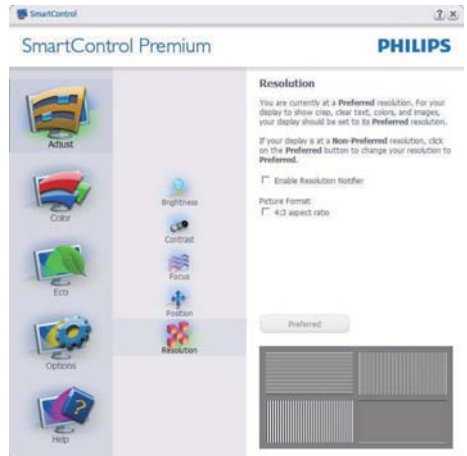 SmartControl
? x
SmartControl Premium
PHILIPS
Adjust
Color
Eco
Options
Help
Brightness
Contrast
Focus
Position
Resolution
Resolution
You are currently at a Preferred resolution. For your
display to show crisp, clear text, colors, and images,
your display should be set to its Preferred resolution.
If your display is at a Non-Preferred resolution, click
on the Preferred button to change your resolution to
Preferred.
Enable Resolution Notifier
Picture Format
4:3 aspect ratio
Preferred